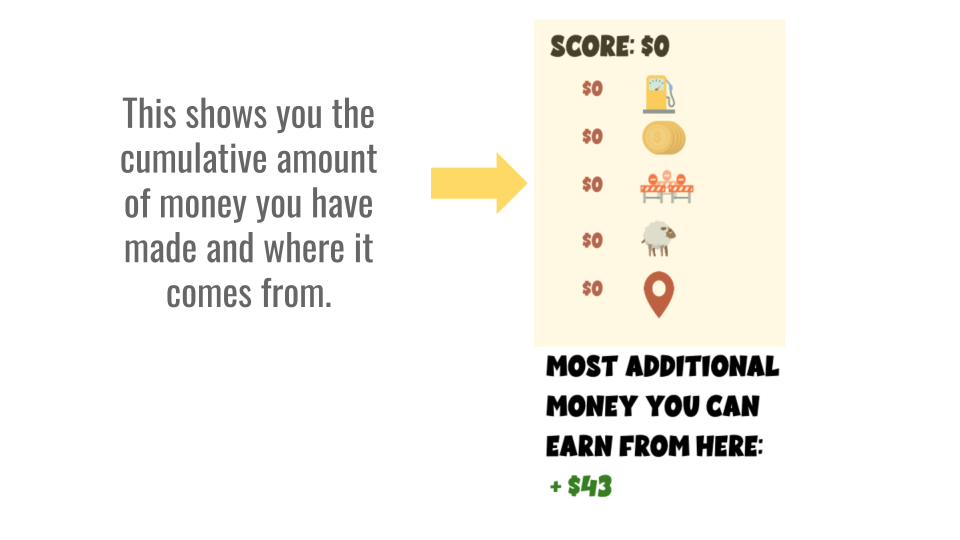 This shows you the
cumulative amount
of money you have
made and where it
comes from.
SCORE: $0
$0
$0
$0
$0
$0
MOST ADDITIONAL
MONEY YOU CAN
EARN FROM HERE:
+ $43